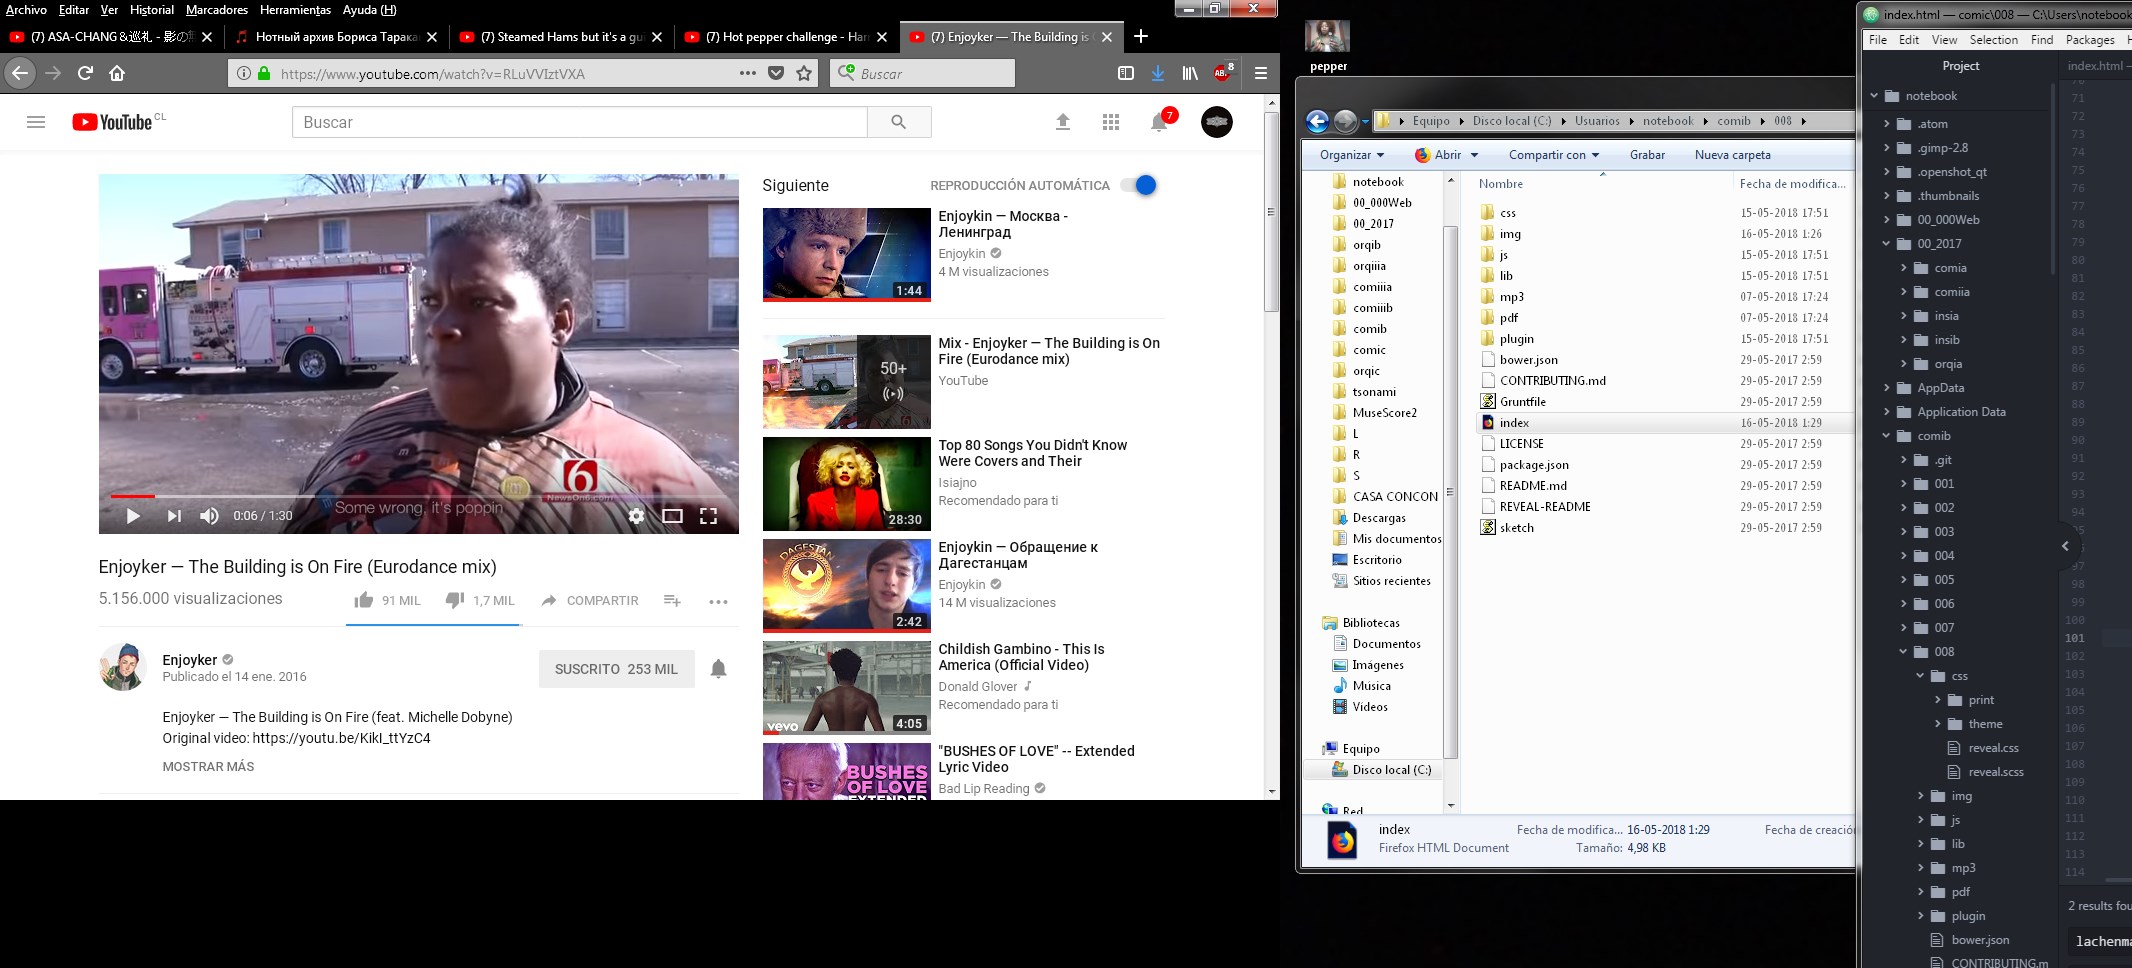 Archivo Editar Ver Historial Marcadores Herramientas Ayuda (H)
(7) ASA-CHANG&巡礼 - 影の
Нотный архив Бориса Тарака
(7) Steamed Hams but it's a gu
(7) Hot pepper challenge - Ha
(7) Enjoyker — The Building is
https://www.youtube.com/watch?v=RLuVVIztVXA
Buscar
ABP 8
YouTube CL
Buscar
7
6
NewsOn6.com
Some wrong, it's poppin
0:06 / 1:30
Enjoyker — The Building is On Fire (Eurodance mix)
5.156.000 visualizaciones
91 MIL
1,7 MIL
COMPARTIR
Enjoyker
Publicado el 14 ene. 2016
SUSCRITO 253 MIL
Enjoyker — The Building is On Fire (feat. Michelle Dobyne)
Original video: https://youtu.be/KikI_ttYzC4
MOSTRAR MÁS
Siguiente
REPRODUCCIÓN AUTOMÁTICA
1:44
Enjoykin — Москва -
Ленинград
Enjoykin
4 M visualizaciones
50+
Mix - Enjoyker — The Building is On
Fire (Eurodance mix)
YouTube
28:30
Top 80 Songs You Didn't Know
Were Covers and Their
Isiajno
Recomendado para ti
DAGESTAN
2:42
Enjoykin — Обращение к
Дагестанцам
Enjoykin
14 M visualizaciones
vevo
4:05
Childish Gambino - This Is
America (Official Video)
Donald Glover
Recomendado para ti
BUSHES
OF LOVE
EXTENDED
"BUSHES OF LOVE" -- Extended
Lyric Video
Bad Lip Reading
pepper
Equipo Disco local (C:) Usuarios notebook comib 008
Organizar Abrir Compartir con Grabar Nueva carpeta
notebook
00_000Web
00_2017
orqib
orqiiia
comiiia
comiiib
comib
comic
orqic
tsonami
MuseScore2
L
R
S
CASA CONCON
Descargas
Mis documentos
Escritorio
Sitios recientes
Bibliotecas
Documentos
Imágenes
Música
Vídeos
Equipo
Disco local (C:)
Red
Nombre Fecha de modifica...
css 15-05-2018 17:51
img 16-05-2018 1:26
js 15-05-2018 17:51
lib 15-05-2018 17:51
mp3 07-05-2018 17:24
pdf 07-05-2018 17:24
plugin 15-05-2018 17:51
bower.json 29-05-2017 2:59
CONTRIBUTING.md 29-05-2017 2:59
Gruntfile 29-05-2017 2:59
index 16-05-2018 1:29
LICENSE 29-05-2017 2:59
package.json 29-05-2017 2:59
README.md 29-05-2017 2:59
REVEAL-README 29-05-2017 2:59
sketch 29-05-2017 2:59
index Fecha de modifica... 16-05-2018 1:29 Fecha de creación
Firefox HTML Document Tamaño: 4,98 KB
index.html — comic\008 — C:\Users\notebook
File Edit View Selection Find Packages H
Project
index.html —
notebook
.atom
.gimp-2.8
.openshot_qt
.thumbnails
00_000Web
00_2017
comia
comiia
insia
insib
orqia
AppData
Application Data
comib
.git
001
002
003
004
005
006
007
008
css
print
theme
reveal.css
reveal.scss
img
js
lib
mp3
pdf
plugin
bower.json
CONTRIBUTING.m
70
71
72
73
74
75
76
77
78
79
80
81
82
83
84
85
86
87
88
89
90
91
92
93
94
97
98
99
100
101
102
103
104
105
106
107
108
109
110
111
112
113
114
2 results fou
lachenma